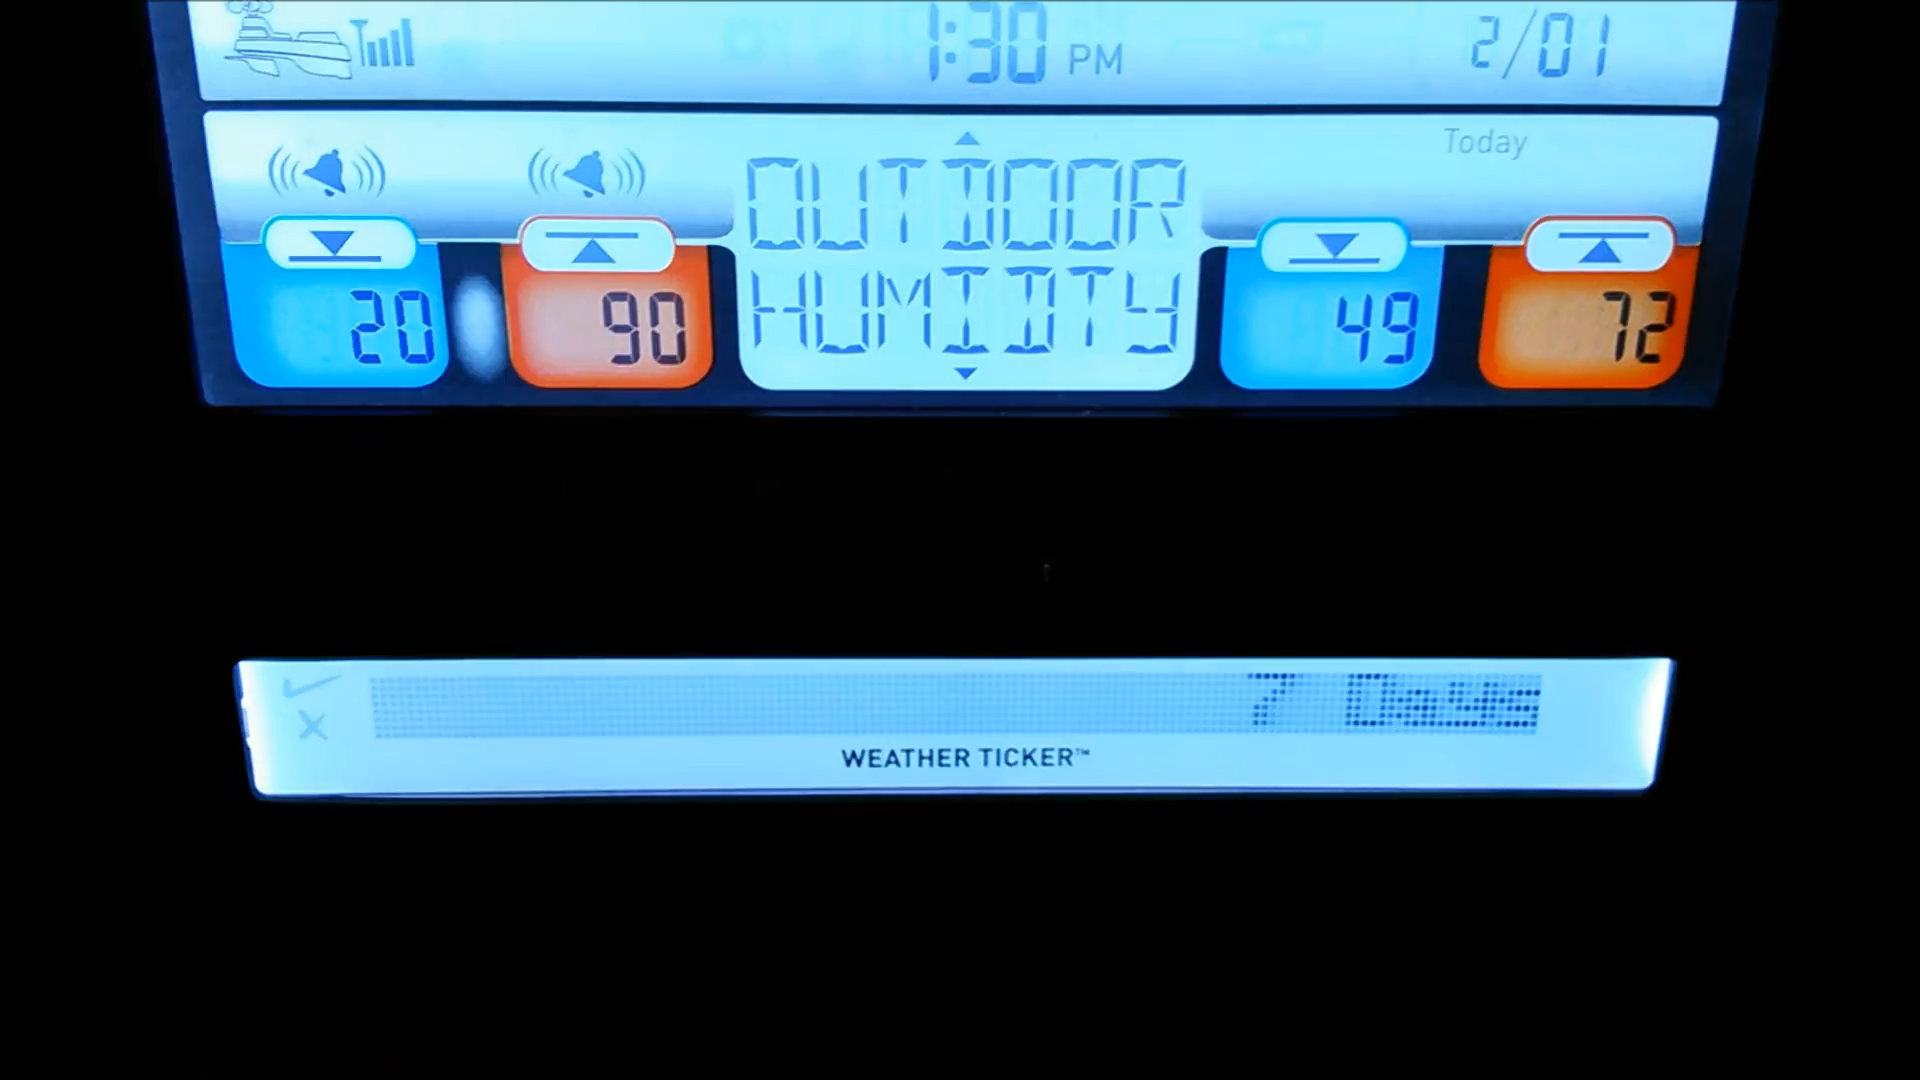 1:30 PM 2/01
Today
OUTDOOR
HUMIDITY
20 90 49 72
7 Days
WEATHER TICKER™